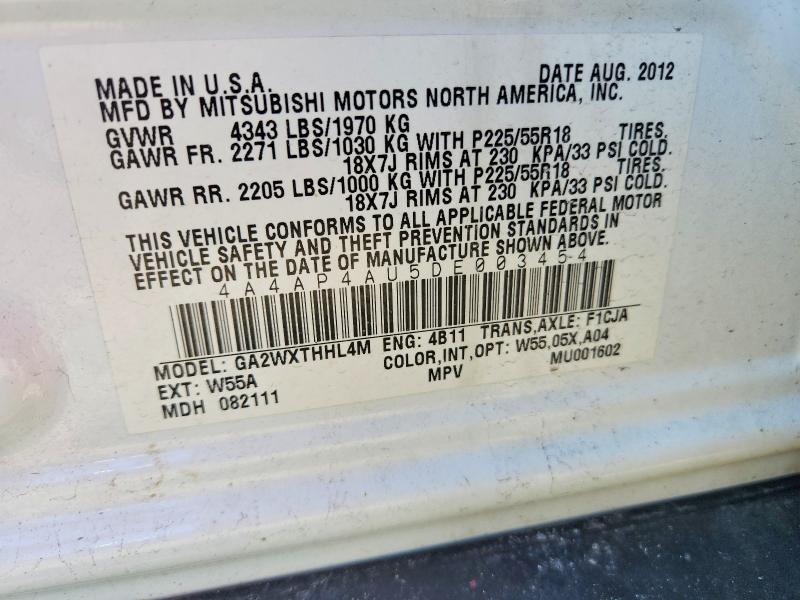 MADE IN U.S.A. DATE AUG. 2012
MFD BY MITSUBISHI MOTORS NORTH AMERICA, INC.
GVWR 4343 LBS/1970 KG
GAWR FR. 2271 LBS/1030 KG WITH P225/55R18 TIRES.
18X7J RIMS AT 230 KPA/33 PSI COLD.
GAWR RR. 2205 LBS/1000 KG WITH P225/55R18 TIRES.
18X7J RIMS AT 230 KPA/33 PSI COLD.
THIS VEHICLE CONFORMS TO ALL APPLICABLE FEDERAL MOTOR
VEHICLE SAFETY AND THEFT PREVENTION STANDARDS IN
EFFECT ON THE DATE OF MANUFACTURE SHOWN ABOVE.
4A4AP4AU5DE003454
MODEL: GA2WXTHHL4M ENG: 4B11 TRANS,AXLE: F1CJA
EXT: W55A COLOR,INT,OPT: W55,05X,A04
MDH 082111 MPV MU001602